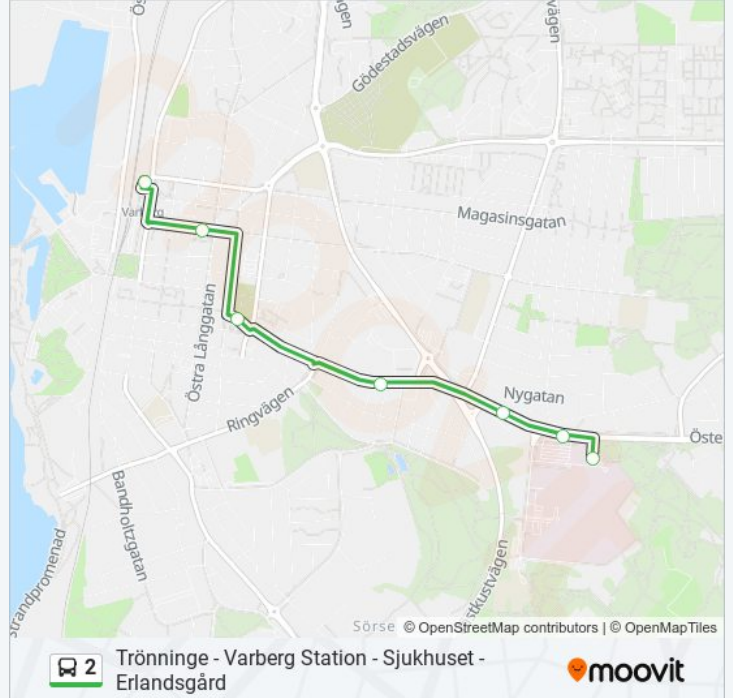 Gödestadsvägen
Magasinsgatan
Östra Långgatan
Nygatan
Ringvägen
Öste
Bandholtzgatan
Strandpromenad
stkustvägen
Sörse
© OpenStreetMap contributors | © OpenMapTiles
2
Trönninge - Varberg Station - Sjukhuset -
Erlandsgård
moovit